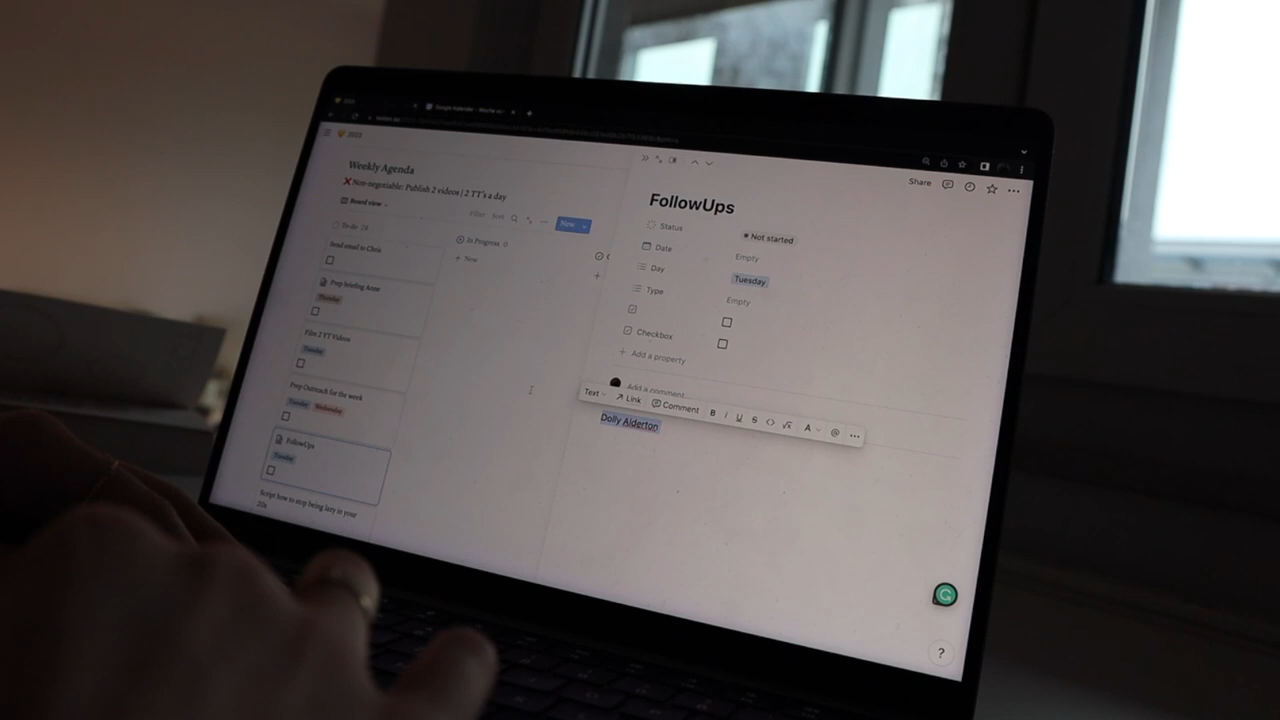 2023
Weekly Agenda
❌Non-negotiable: Publish 2 videos | 2 TT's a day
Board view
Filter Sort
New
To-do 28
In Progress 0
+ New
Send email to Chris
Prep briefing Anne
Thursday
Film 2 YT Videos
Tuesday
Prep Outreach for the week
Tuesday Wednesday
FollowUps
Tuesday
Script how to stop being lazy in your
20s
Share
FollowUps
Status Not started
Date Empty
Day Tuesday
Type Empty
Checkbox
+ Add a property
Add a comment
Text Link Comment B i U S <> √x A @ •••
Dolly Alderton
?